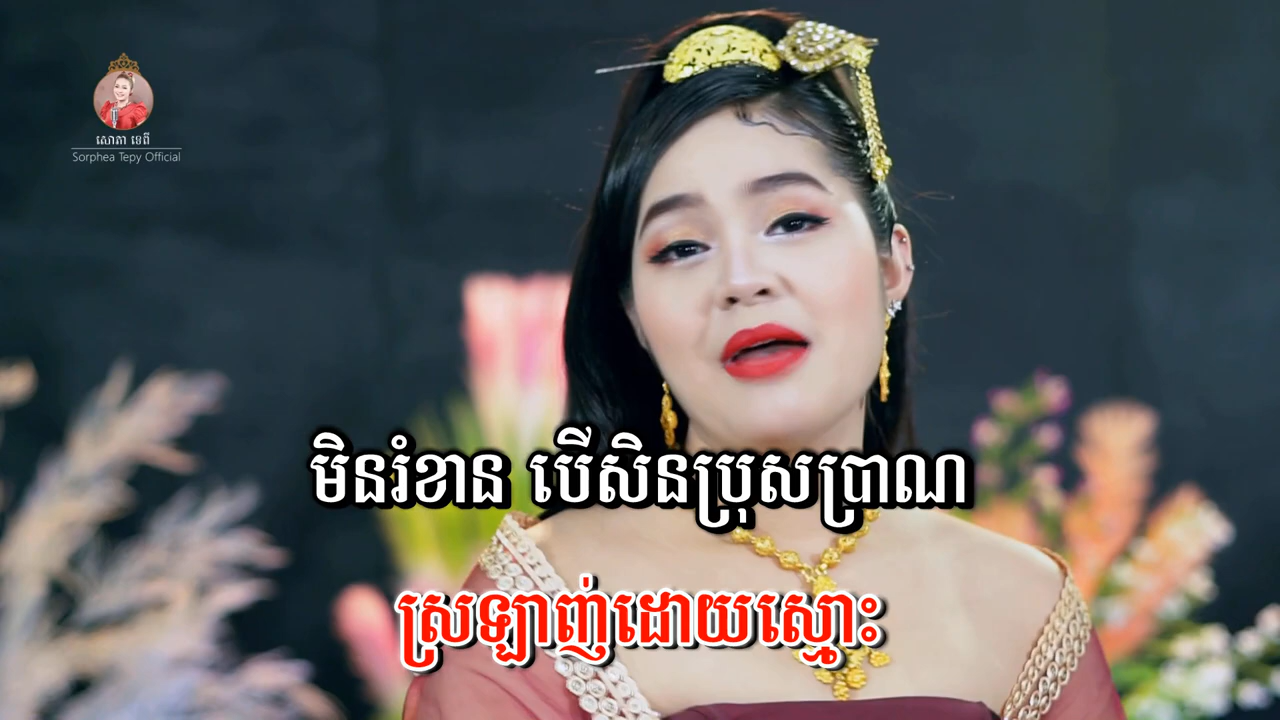 សោភា ទេពី
Sorphea Tepy Official
មិនរំខាន បើសិនប្រុសប្រាណ
ស្រឡាញ់ដោយស្មោះ